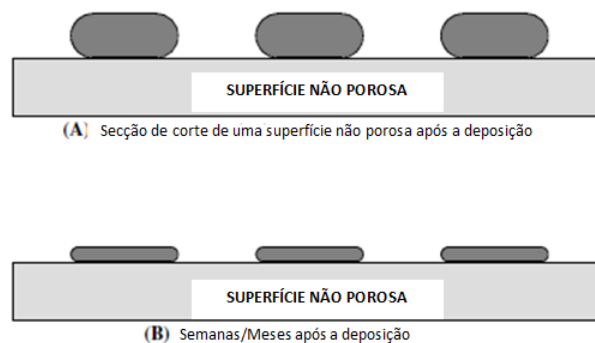 SUPERFÍCIE NÃO POROSA
(A) Secção de corte de uma superfície não porosa após a deposição
SUPERFÍCIE NÃO POROSA
(B) Semanas/Meses após a deposição